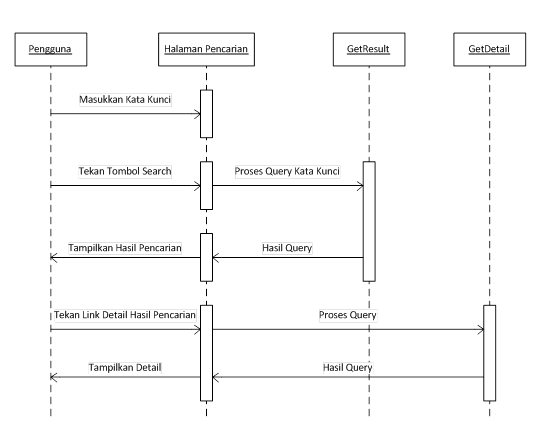 Pengguna
Halaman Pencarian
GetResult
GetDetail
Masukkan Kata Kunci
Tekan Tombol Search
Proses Query Kata Kunci
Tampilkan Hasil Pencarian
Hasil Query
Tekan Link Detail Hasil Pencarian
Proses Query
Tampilkan Detail
Hasil Query